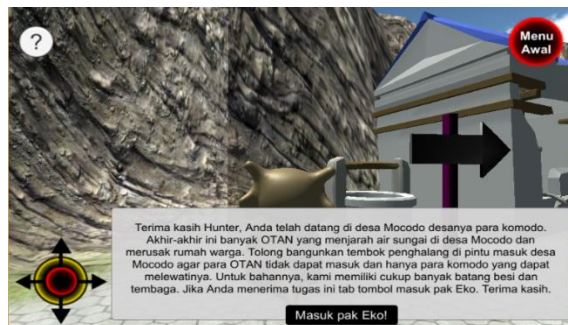 ?
Menu
Awal
Terima kasih Hunter, Anda telah datang di desa Mocodo desanya para komodo.
Akhir-akhir ini banyak OTAN yang menjarah air sungai di desa Mocodo dan
merusak rumah warga. Tolong bangunkan tembok penghalang di pintu masuk desa
Mocodo agar para OTAN tidak dapat masuk dan hanya para komodo yang dapat
melewatinya. Untuk bahannya, kami memiliki cukup banyak batang besi dan
tembaga. Jika Anda menerima tugas ini tab tombol masuk pak Eko. Terima kasih.
Masuk pak Eko!